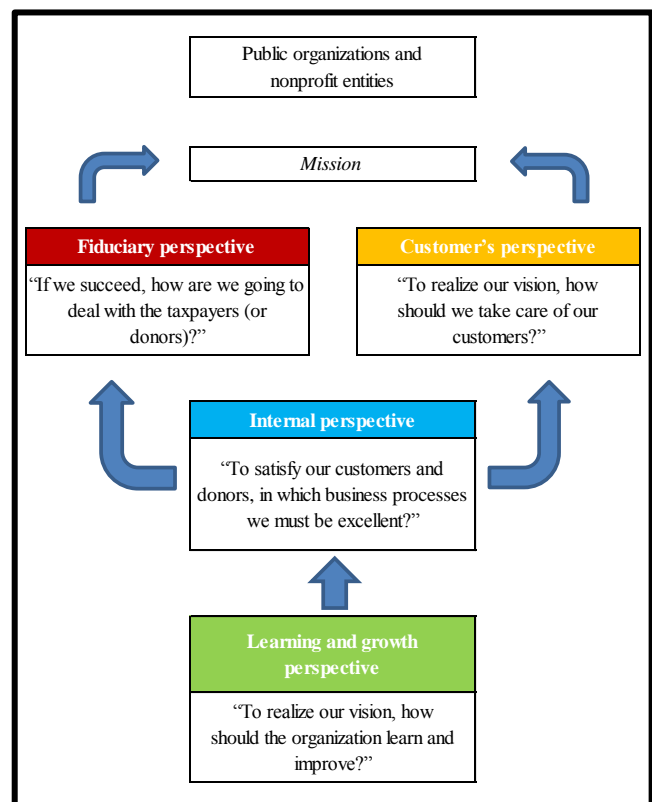 Public organizations and
nonprofit entities
Mission
Fiduciary perspective
“If we succeed, how are we going to
deal with the taxpayers (or
donors)?”
Customer’s perspective
“To realize our vision, how
should we take care of our
customers?”
Internal perspective
“To satisfy our customers and
donors, in which business processes
we must be excellent?”
Learning and growth
perspective
“To realize our vision, how
should the organization learn and
improve?”